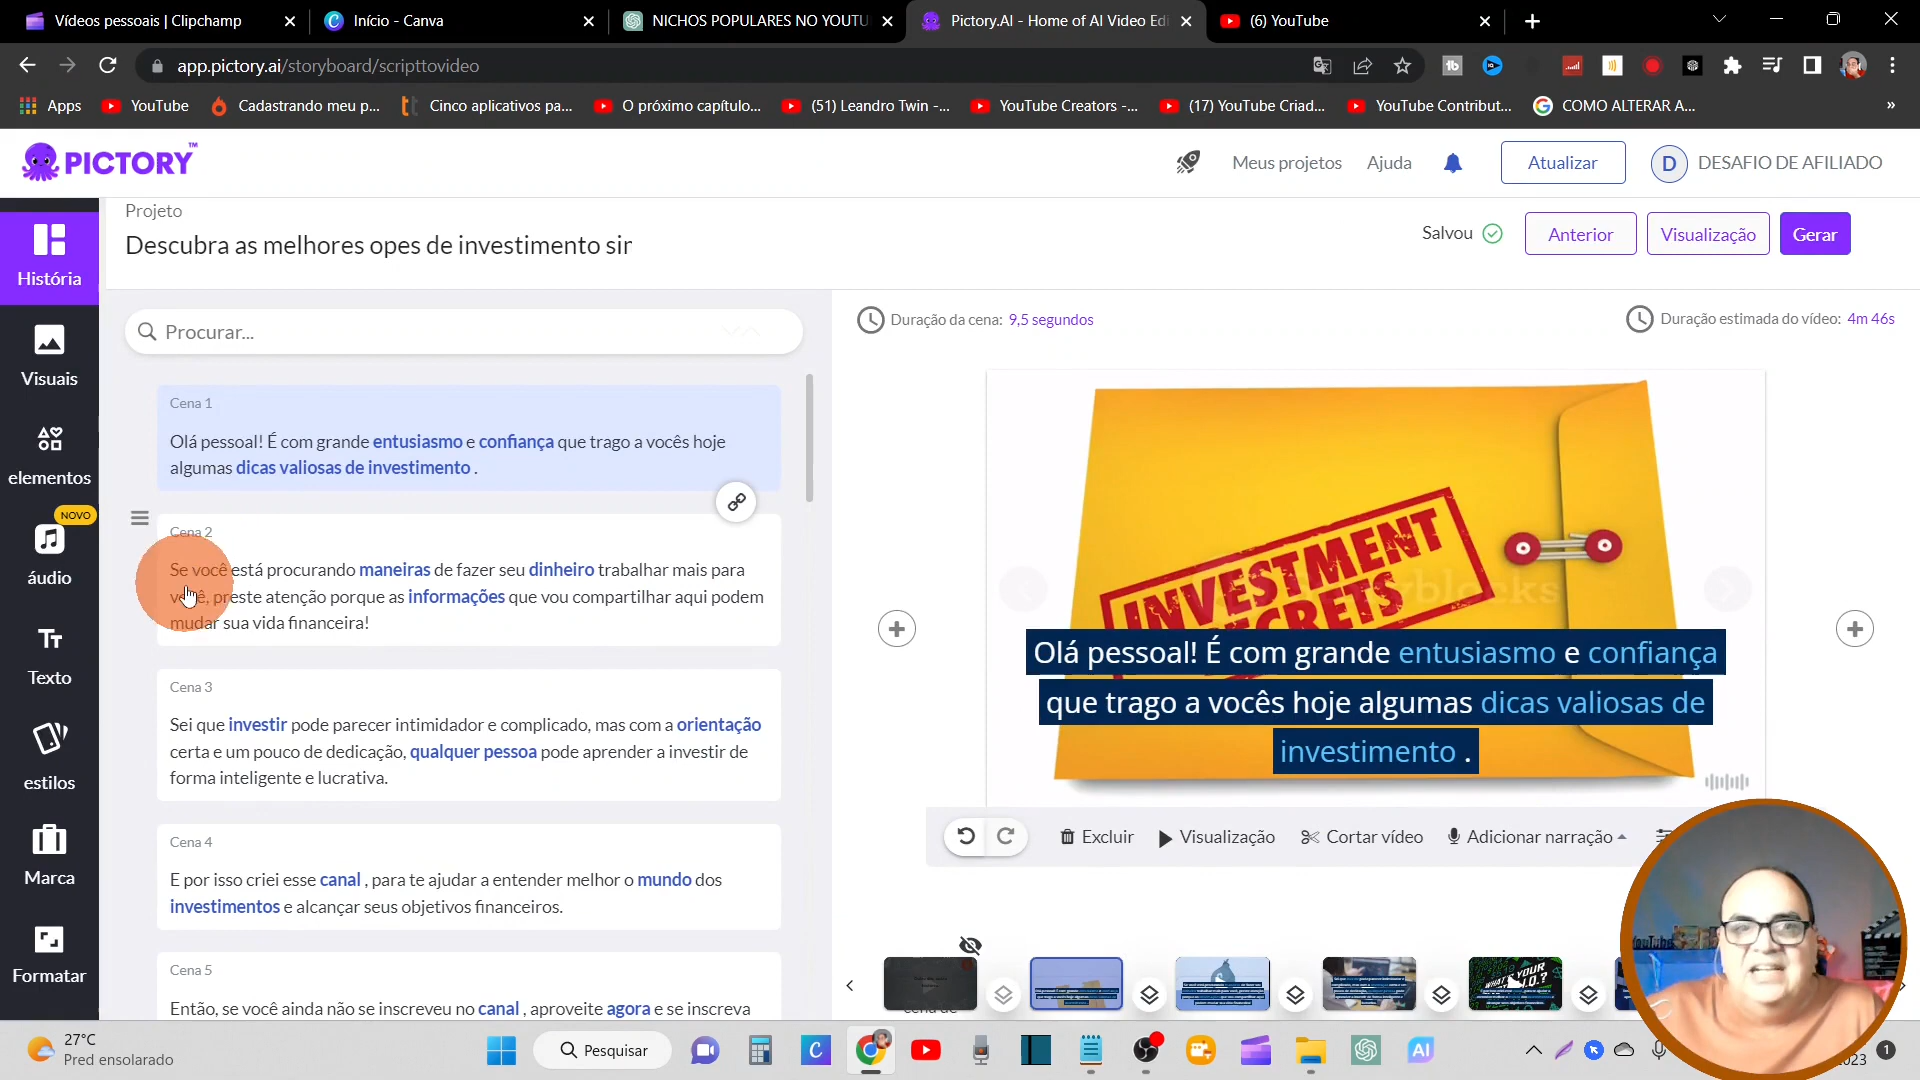 Vídeos pessoais | Clipchamp
Início - Canva
NICHOS POPULARES NO YOUTU
Pictory.AI - Home of AI Video Edi
(6) YouTube
app.pictory.ai/storyboard/scripttovideo
Apps
YouTube
Cadastrando meu p...
Cinco aplicativos pa...
O próximo capítulo...
(51) Leandro Twin -...
YouTube Creators -...
(17) YouTube Criad...
YouTube Contribut...
COMO ALTERAR A...
PICTORY™
Meus projetos
Ajuda
Atualizar
D
DESAFIO DE AFILIADO
Projeto
Descubra as melhores opes de investimento sir
Salvou
Anterior
Visualização
Gerar
História
Visuais
elementos
NOVO
áudio
Texto
estilos
Marca
Formatar
Procurar...
Cena 1
Olá pessoal! É com grande entusiasmo e confiança que trago a vocês hoje
algumas dicas valiosas de investimento .
Cena 2
Se você está procurando maneiras de fazer seu dinheiro trabalhar mais para
você, preste atenção porque as informações que vou compartilhar aqui podem
mudar sua vida financeira!
Cena 3
Sei que investir pode parecer intimidador e complicado, mas com a orientação
certa e um pouco de dedicação, qualquer pessoa pode aprender a investir de
forma inteligente e lucrativa.
Cena 4
E por isso criei esse canal , para te ajudar a entender melhor o mundo dos
investimentos e alcançar seus objetivos financeiros.
Cena 5
Então, se você ainda não se inscreveu no canal , aproveite agora e se inscreva
Duração da cena: 9,5 segundos
Duração estimada do vídeo: 4m 46s
INVESTMENT
SECRETS
Olá pessoal! É com grande entusiasmo e confiança
que trago a vocês hoje algumas dicas valiosas de
investimento .
Excluir
Visualização
Cortar vídeo
Adicionar narração
WHAT'S YOUR
27°C
Pred ensolarado
Pesquisar
AI
2023
1